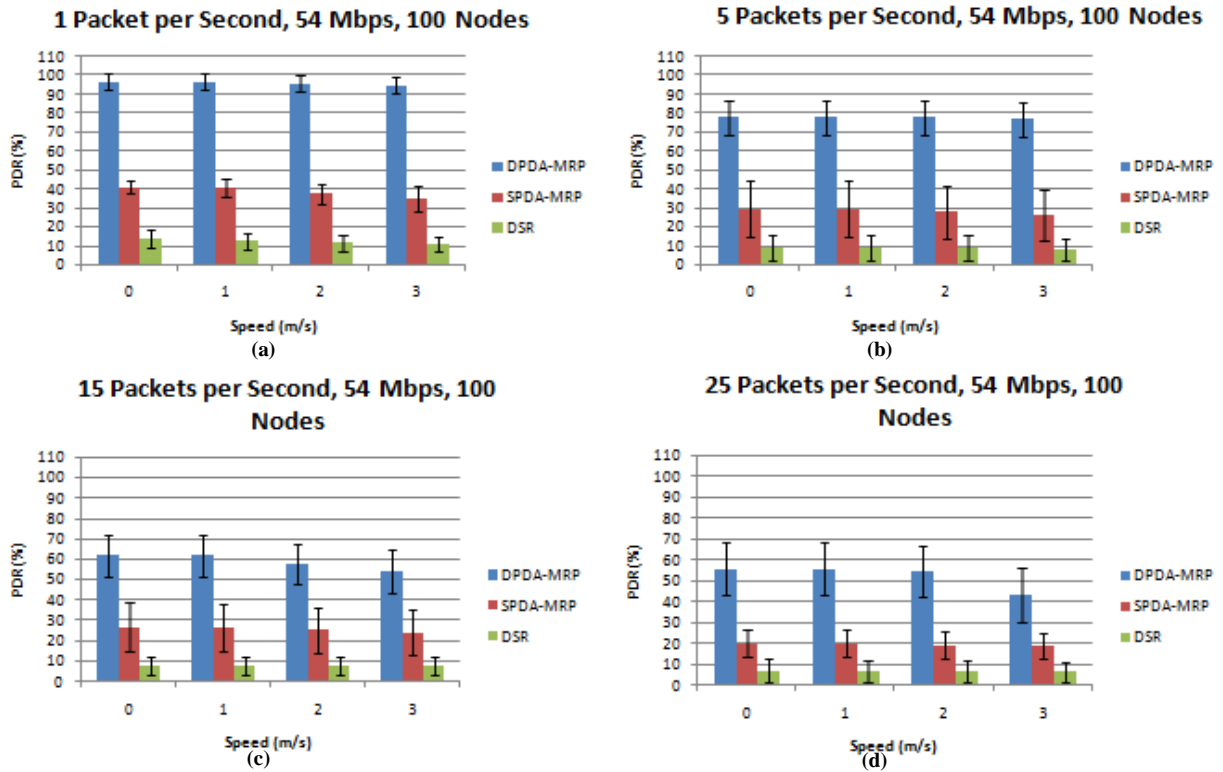 1 Packet per Second, 54 Mbps, 100 Nodes
110
100
90
80
70
60
50
40
30
20
10
0
PDR(%)
0 1 2 3
Speed (m/s)
DPDA-MRP
SPDA-MRP
DSR
(a)
5 Packets per Second, 54 Mbps, 100 Nodes
110
100
90
80
70
60
50
40
30
20
10
0
PDR(%)
0 1 2 3
Speed (m/s)
DPDA-MRP
SPDA-MRP
DSR
(b)
15 Packets per Second, 54 Mbps, 100
Nodes
110
100
90
80
70
60
50
40
30
20
10
0
PDR(%)
0 1 2 3
Speed (m/s)
DPDA-MRP
SPDA-MRP
DSR
(c)
25 Packets per Second, 54 Mbps, 100
Nodes
110
100
90
80
70
60
50
40
30
20
10
0
PDR(%)
0 1 2 3
Speed (m/s)
DPDA-MRP
SPDA-MRP
DSR
(d)